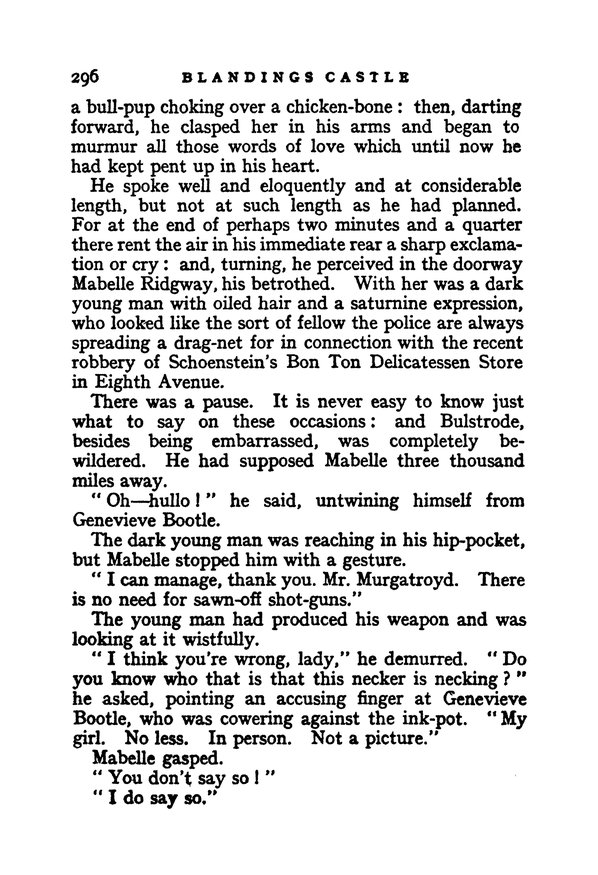 296 BLANDINGS CASTLE
a bull-pup choking over a chicken-bone : then, darting
forward, he clasped her in his arms and began to
murmur all those words of love which until now he
had kept pent up in his heart.
He spoke well and eloquently and at considerable
length, but not at such length as he had planned.
For at the end of perhaps two minutes and a quarter
there rent the air in his immediate rear a sharp exclama-
tion or cry : and, turning, he perceived in the doorway
Mabelle Ridgway, his betrothed. With her was a dark
young man with oiled hair and a saturnine expression,
who looked like the sort of fellow the police are always
spreading a drag-net for in connection with the recent
robbery of Schoenstein's Bon Ton Delicatessen Store
in Eighth Avenue.
There was a pause. It is never easy to know just
what to say on these occasions : and Bulstrode,
besides being embarrassed, was completely be-
wildered. He had supposed Mabelle three thousand
miles away.
" Oh—hullo ! " he said, untwining himself from
Genevieve Bootle.
The dark young man was reaching in his hip-pocket,
but Mabelle stopped him with a gesture.
" I can manage, thank you. Mr. Murgatroyd. There
is no need for sawn-off shot-guns."
The young man had produced his weapon and was
looking at it wistfully.
" I think you're wrong, lady," he demurred. " Do
you know who that is that this necker is necking ? "
he asked, pointing an accusing finger at Genevieve
Bootle, who was cowering against the ink-pot. " My
girl. No less. In person. Not a picture."
Mabelle gasped.
" You don't say so ! "
" I do say so."